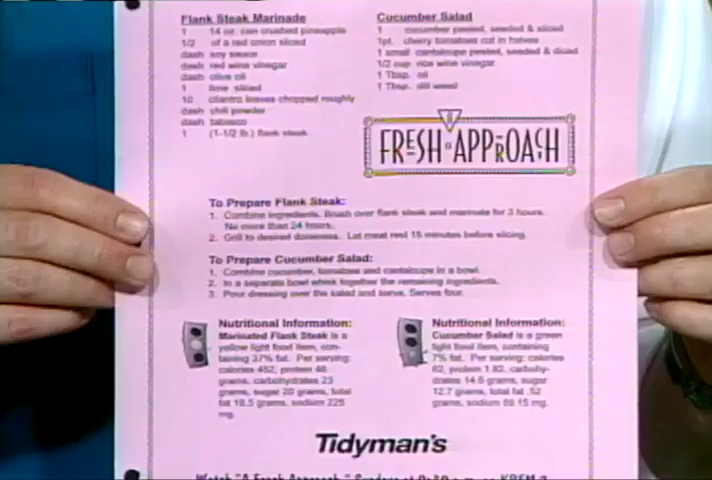 Flank Steak Marinade
1 14 oz. can crushed pineapple
1/2 of a red onion sliced
dash soy sauce
dash red wine vinegar
dash olive oil
1 lime sliced
10 cilantro leaves chopped roughly
dash chili powder
dash tabasco
1 (1-1/2 lb.) flank steak
Cucumber Salad
1 cucumber peeled, seeded & sliced
1pt. cherry tomatoes cut in halves
1 small cantaloupe peeled, seeded & diced
1/2 cup rice wine vinegar
1 Tbsp. oil
1 Tbsp. dill weed
FRESH APPROACH
To Prepare Flank Steak:
1. Combine ingredients. Brush over flank steak and marinate for 3 hours.
No more than 24 hours.
2. Grill to desired doneness. Let meat rest 15 minutes before slicing.
To Prepare Cucumber Salad:
1. Combine cucumber, tomatoes and cantaloupe in a bowl.
2. In a separate bowl whisk together the remaining ingredients.
3. Pour dressing over the salad and serve. Serves four.
Nutritional Information:
Marinated Flank Steak is a
yellow light food item, con-
taining 37% fat. Per serving:
calories 452, protein 48
grams, carbohydrates 23
grams, sugar 20 grams, total
fat 18.5 grams, sodium 225
mg.
Nutritional Information:
Cucumber Salad is a green
light food item, containing
7% fat. Per serving: calories
62, protein 1.82, carbohy-
drates 14.6 grams, sugar
12.7 grams, total fat .52
grams, sodium 89.15 mg.
Tidyman's
Watch "A Fresh Approach," Sundays at 9:30 a.m. on KREM 2